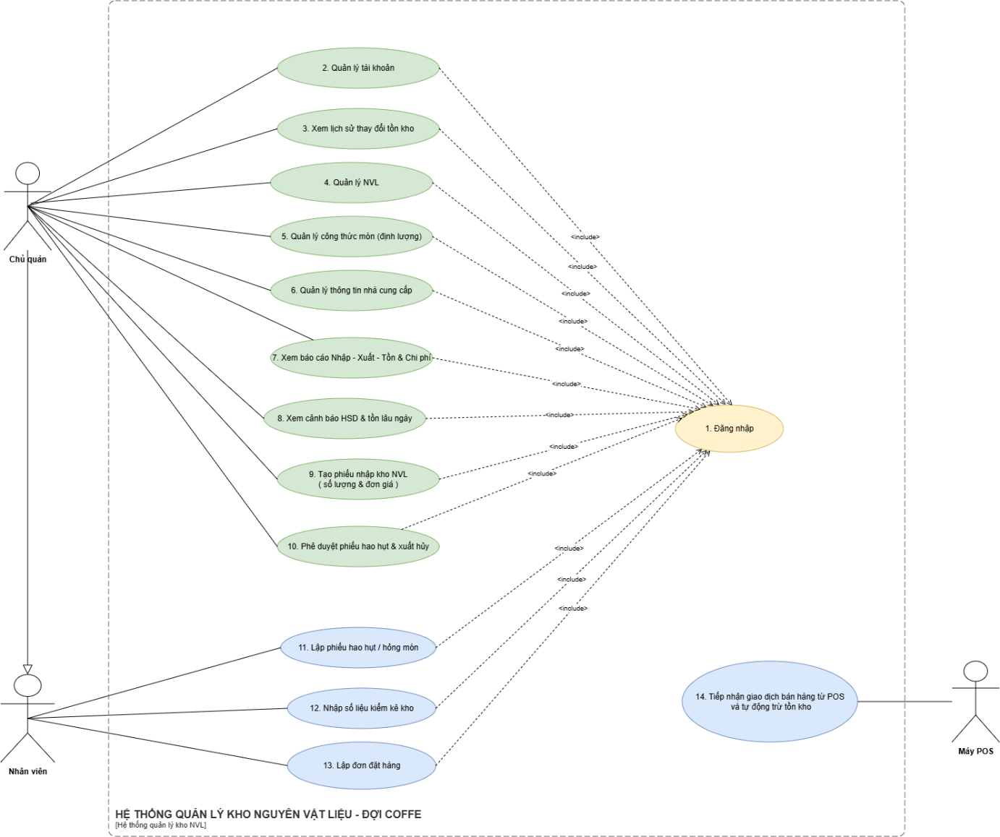 2. Quản lý tài khoản
3. Xem lịch sử thay đổi tồn kho
4. Quản lý NVL
5. Quản lý công thức món (định lượng)
6. Quản lý thông tin nhà cung cấp
7. Xem báo cáo Nhập - Xuất - Tồn & Chi phí
8. Xem cảnh báo HSD & tồn lâu ngày
9. Tạo phiếu nhập kho NVL
( số lượng & đơn giá )
10. Phê duyệt phiếu hao hụt & xuất hủy
Chủ quán
<include>
<include>
<include>
<include>
<include>
<include>
<include>
<include>
<include>
1. Đăng nhập
<include>
<include>
<include>
11. Lập phiếu hao hụt / hỏng món
12. Nhập số liệu kiểm kê kho
13. Lập đơn đặt hàng
Nhân viên
14. Tiếp nhận giao dịch bán hàng từ POS
và tự động trừ tồn kho
Máy POS
HỆ THỐNG QUẢN LÝ KHO NGUYÊN VẬT LIỆU - ĐỢI COFFE
[Hệ thống quản lý kho NVL]